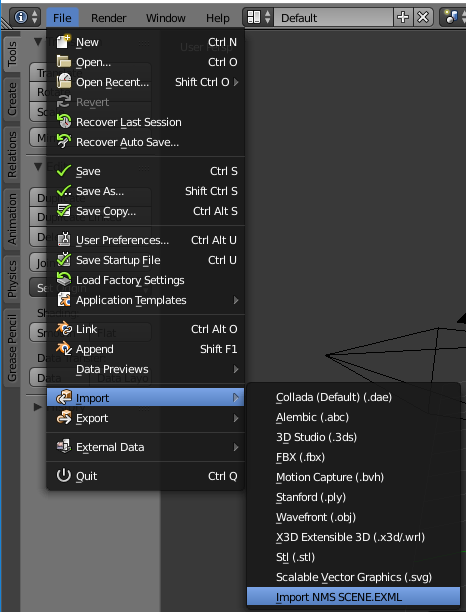 File Render Window Help Default
New Ctrl N
Open... Ctrl O
Open Recent... Shift Ctrl O
Revert
Recover Last Session
Recover Auto Save...
Save Ctrl S
Save As... Shift Ctrl S
Save Copy... Ctrl Alt S
User Preferences... Ctrl Alt U
Save Startup File Ctrl U
Load Factory Settings
Application Templates
Link Ctrl Alt O
Append Shift F1
Data Previews
Import
Export
External Data
Quit Ctrl Q
Collada (Default) (.dae)
Alembic (.abc)
3D Studio (.3ds)
FBX (.fbx)
Motion Capture (.bvh)
Stanford (.ply)
Wavefront (.obj)
X3D Extensible 3D (.x3d/.wrl)
Stl (.stl)
Scalable Vector Graphics (.svg)
Import NMS SCENE.EXML
Tools
Create
Relations
Animation
Physics
Grease Pencil